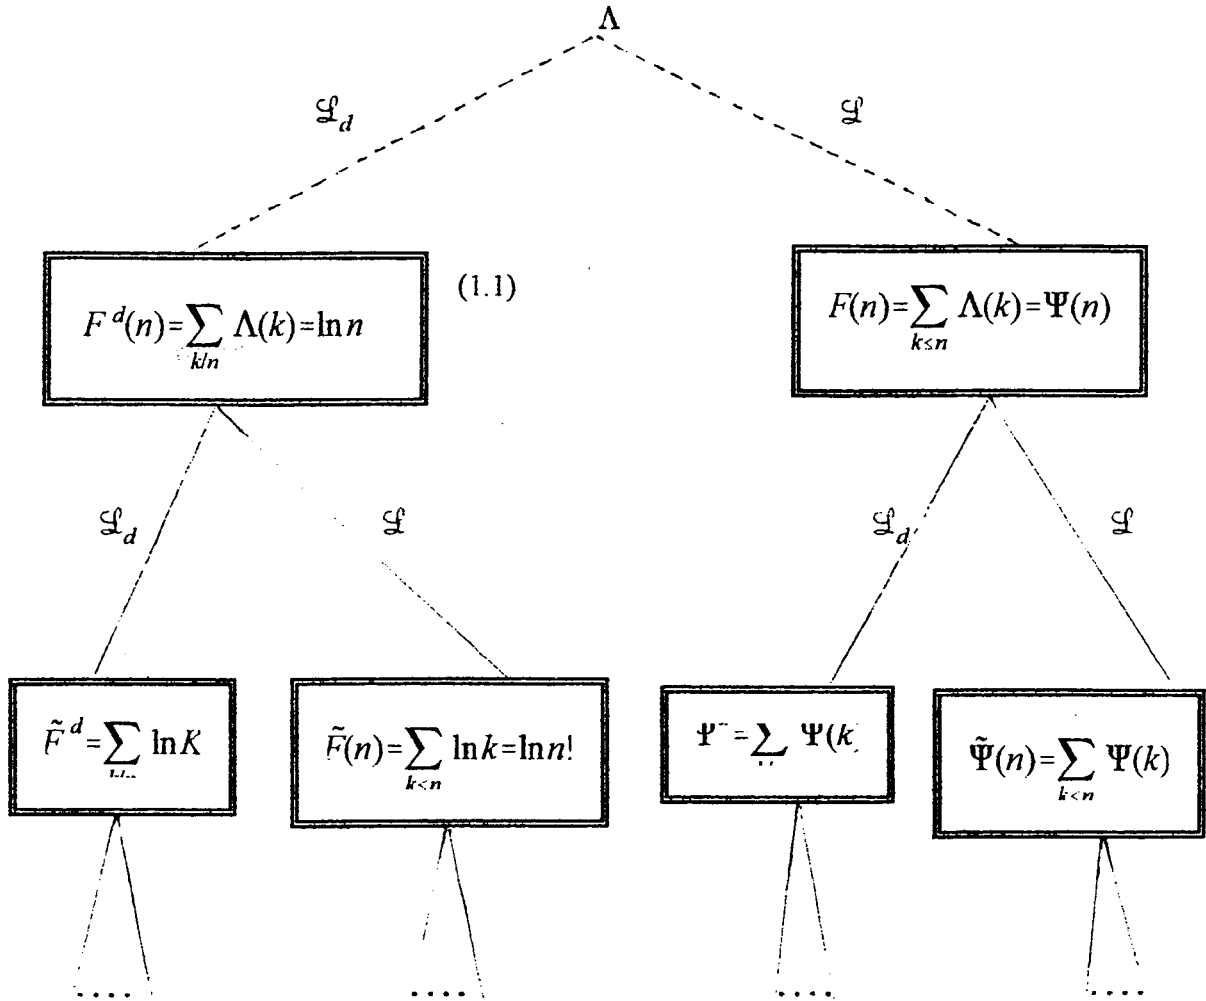 Λ
ℒ_d ℒ
F^d(n)=∑_{k/n} Λ(k)=ln n (1.1) F(n)=∑_{k≤n} Λ(k)=Ψ(n)
ℒ_d ℒ ℒ_d ℒ
F̃^d=∑ ln K F̃(n)=∑_{k<n} ln k=ln n! Ψ =∑ Ψ(k Ψ̃(n)=∑_{k<n} Ψ(k)
.... .... .... ....